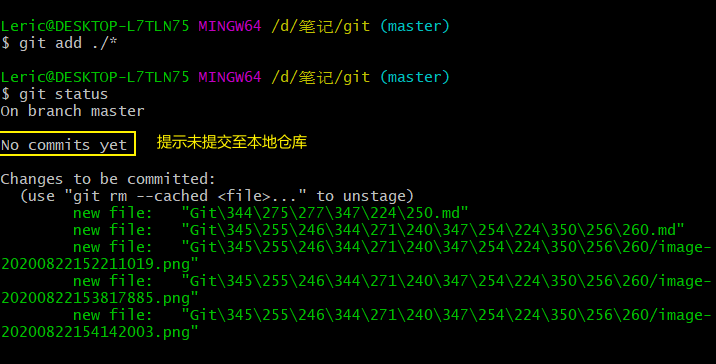 Leric@DESKTOP-L7TLN75 MINGW64 /d/笔记/git (master)
$ git add ./*
Leric@DESKTOP-L7TLN75 MINGW64 /d/笔记/git (master)
$ git status
On branch master
No commits yet 提示未提交至本地仓库
Changes to be committed:
(use "git rm --cached <file>..." to unstage)
new file: "Git\344\275\277\347\224\250.md"
new file: "Git\345\255\246\344\271\240\347\254\224\350\256\260.md"
new file: "Git\345\255\246\344\271\240\347\254\224\350\256\260/image-
20200822152211019.png"
new file: "Git\345\255\246\344\271\240\347\254\224\350\256\260/image-
20200822153817885.png"
new file: "Git\345\255\246\344\271\240\347\254\224\350\256\260/image-
20200822154142003.png"